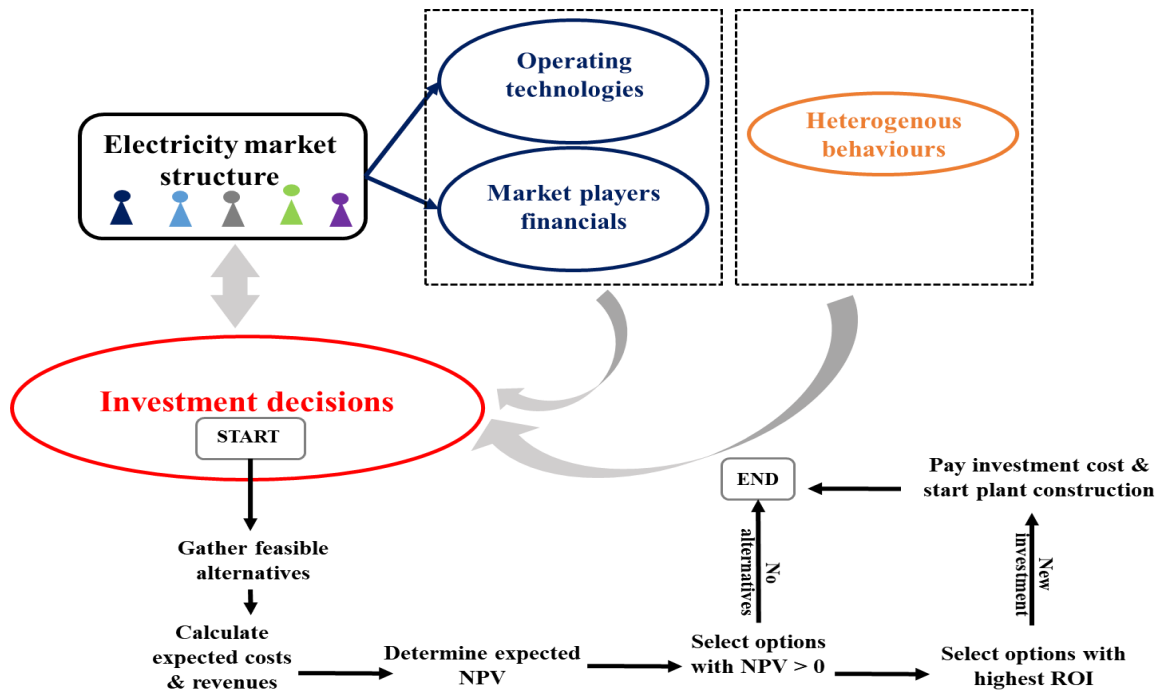 Operating
technologies
Heterogenous
behaviours
Electricity market
structure
Market players
financials
Investment decisions
START
Gather feasible
alternatives
Calculate
expected costs
& revenues
Determine expected
NPV
Select options
with NPV > 0
No
alternatives
END
Select options with
highest ROI
New
investment
Pay investment cost &
start plant construction